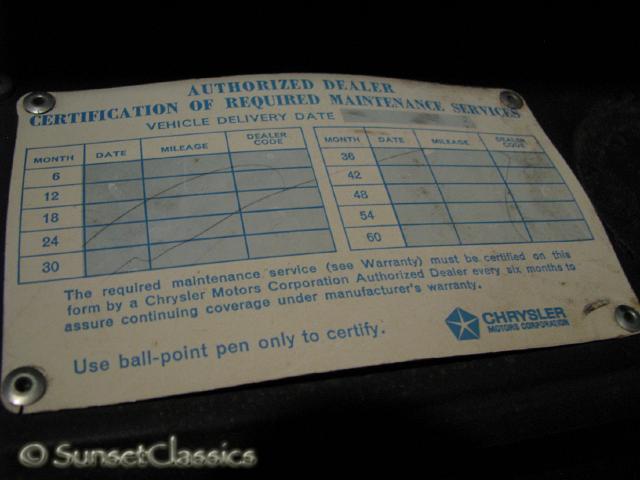 AUTHORIZED DEALER
CERTIFICATION OF REQUIRED MAINTENANCE SERVICES
VEHICLE DELIVERY DATE
MONTH DATE MILEAGE DEALER CODE
6
12
18
24
30
MONTH DATE MILEAGE DEALER CODE
36
42
48
54
60
The required maintenance service (see Warranty) must be certified on this
form by a Chrysler Motors Corporation Authorized Dealer every six months to
assure continuing coverage under manufacturer's warranty.
Use ball-point pen only to certify.
CHRYSLER
MOTORS CORPORATION
© SunsetClassics